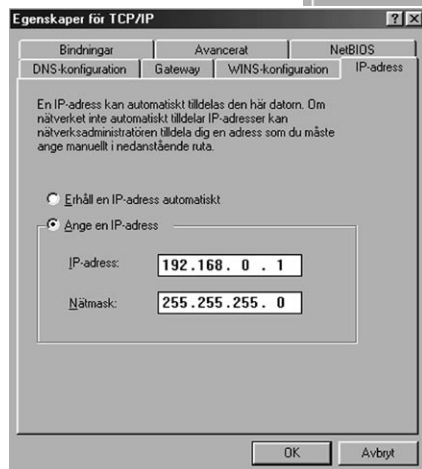 Egenskaper för TCP/IP
Bindningar Avancerat NetBIOS
DNS-konfiguration Gateway WINS-konfiguration IP-adress
En IP-adress kan automatiskt tilldelas den här datorn. Om
nätverket inte automatiskt tilldelar IP-adresser kan
nätverksadministratören tilldela dig en adress som du måste
ange manuellt i nedanstående ruta.
Erhåll en IP-adress automatiskt
Ange en IP-adress
IP-adress: 192.168. 0 . 1
Nätmask: 255.255.255. 0
OK Avbryt